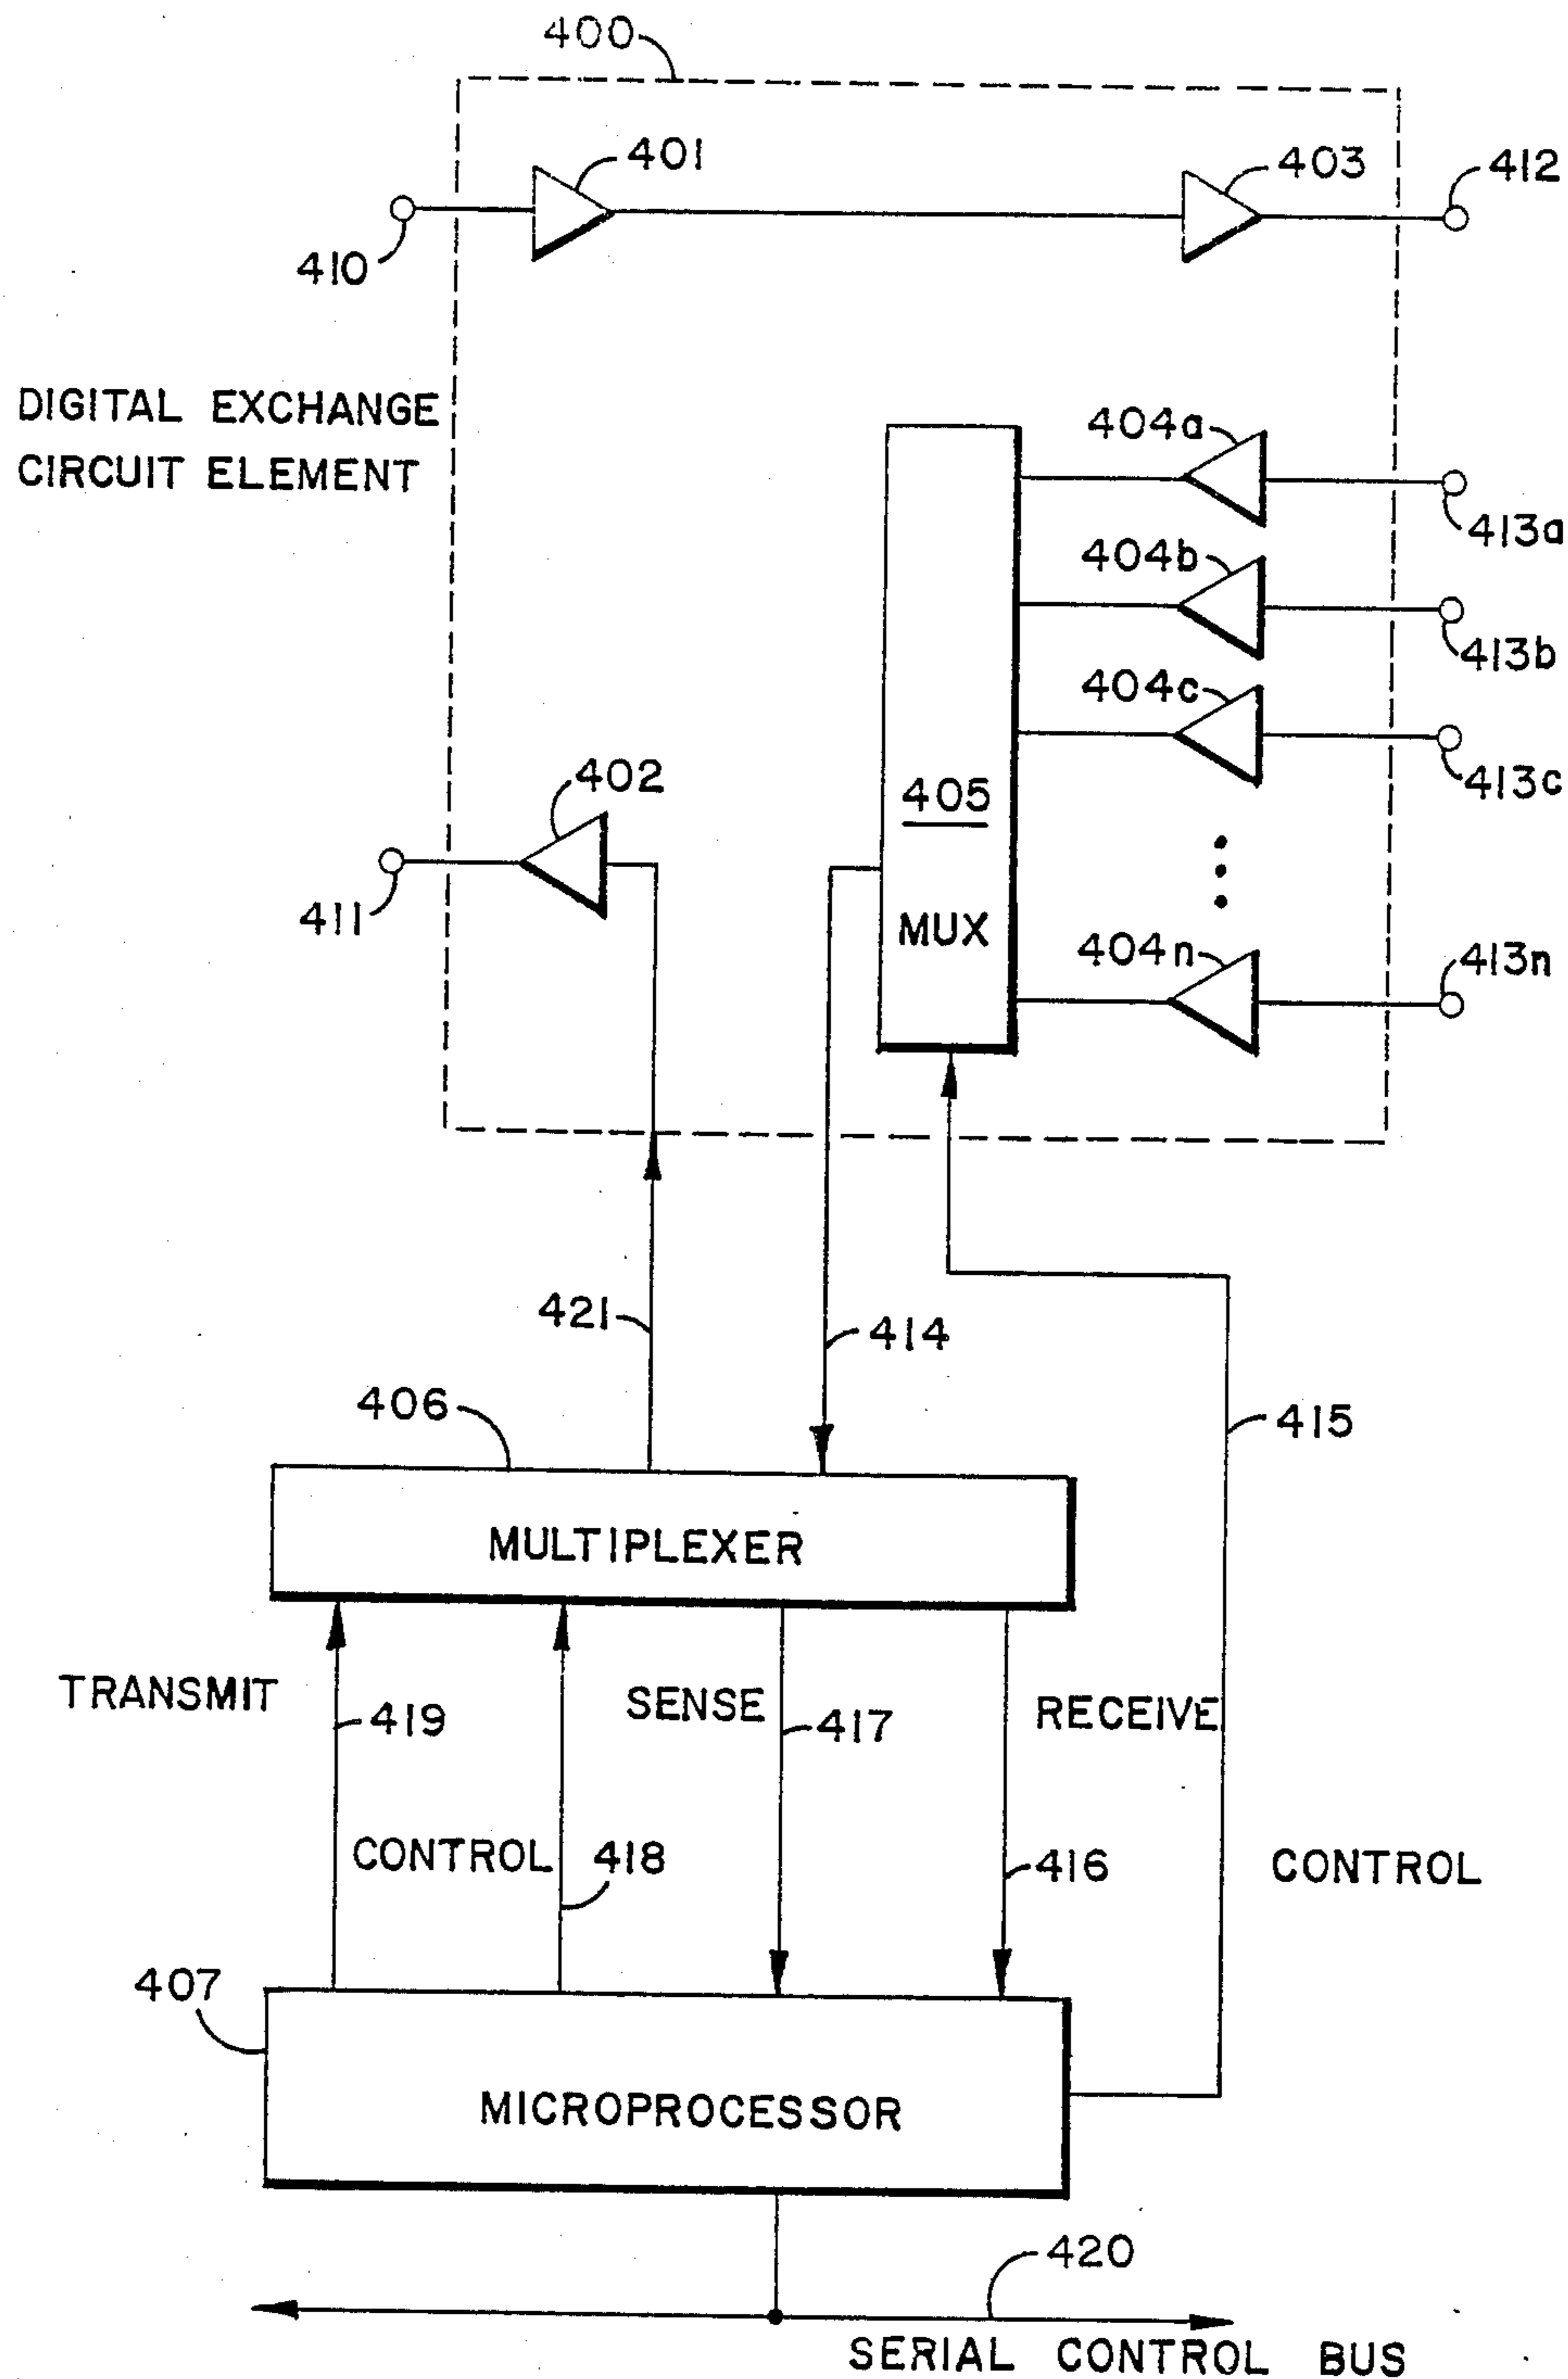 400
401
403
412
410
DIGITAL EXCHANGE
CIRCUIT ELEMENT
404a
413a
404b
413b
404c
413c
402
405
411
MUX
404n
413n
421
414
406
415
MULTIPLEXER
TRANSMIT
419
SENSE
417
RECEIVE
CONTROL
418
416
CONTROL
407
MICROPROCESSOR
420
SERIAL CONTROL BUS